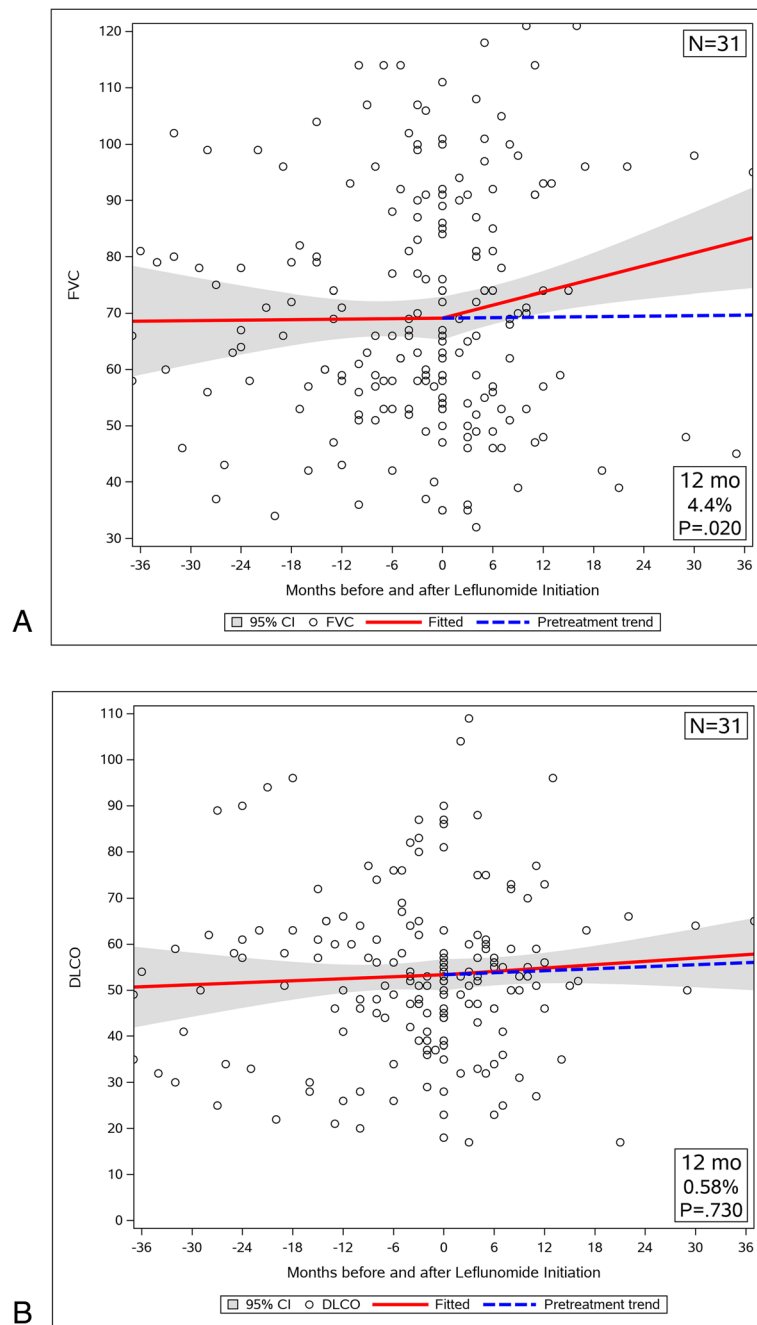 120
N=31
110
100
90
80
FVC
70
60
50
40
30
12 mo
4.4%
P=.020
-36 -30 -24 -18 -12 -6 0 6 12 18 24 30 36
Months before and after Leflunomide Initiation
A
95% CI FVC Fitted Pretreatment trend
110
N=31
100
90
80
70
60
DLCO
50
40
30
20
10
0
12 mo
0.58%
P=.730
-36 -30 -24 -18 -12 -6 0 6 12 18 24 30 36
Months before and after Leflunomide Initiation
B
95% CI DLCO Fitted Pretreatment trend